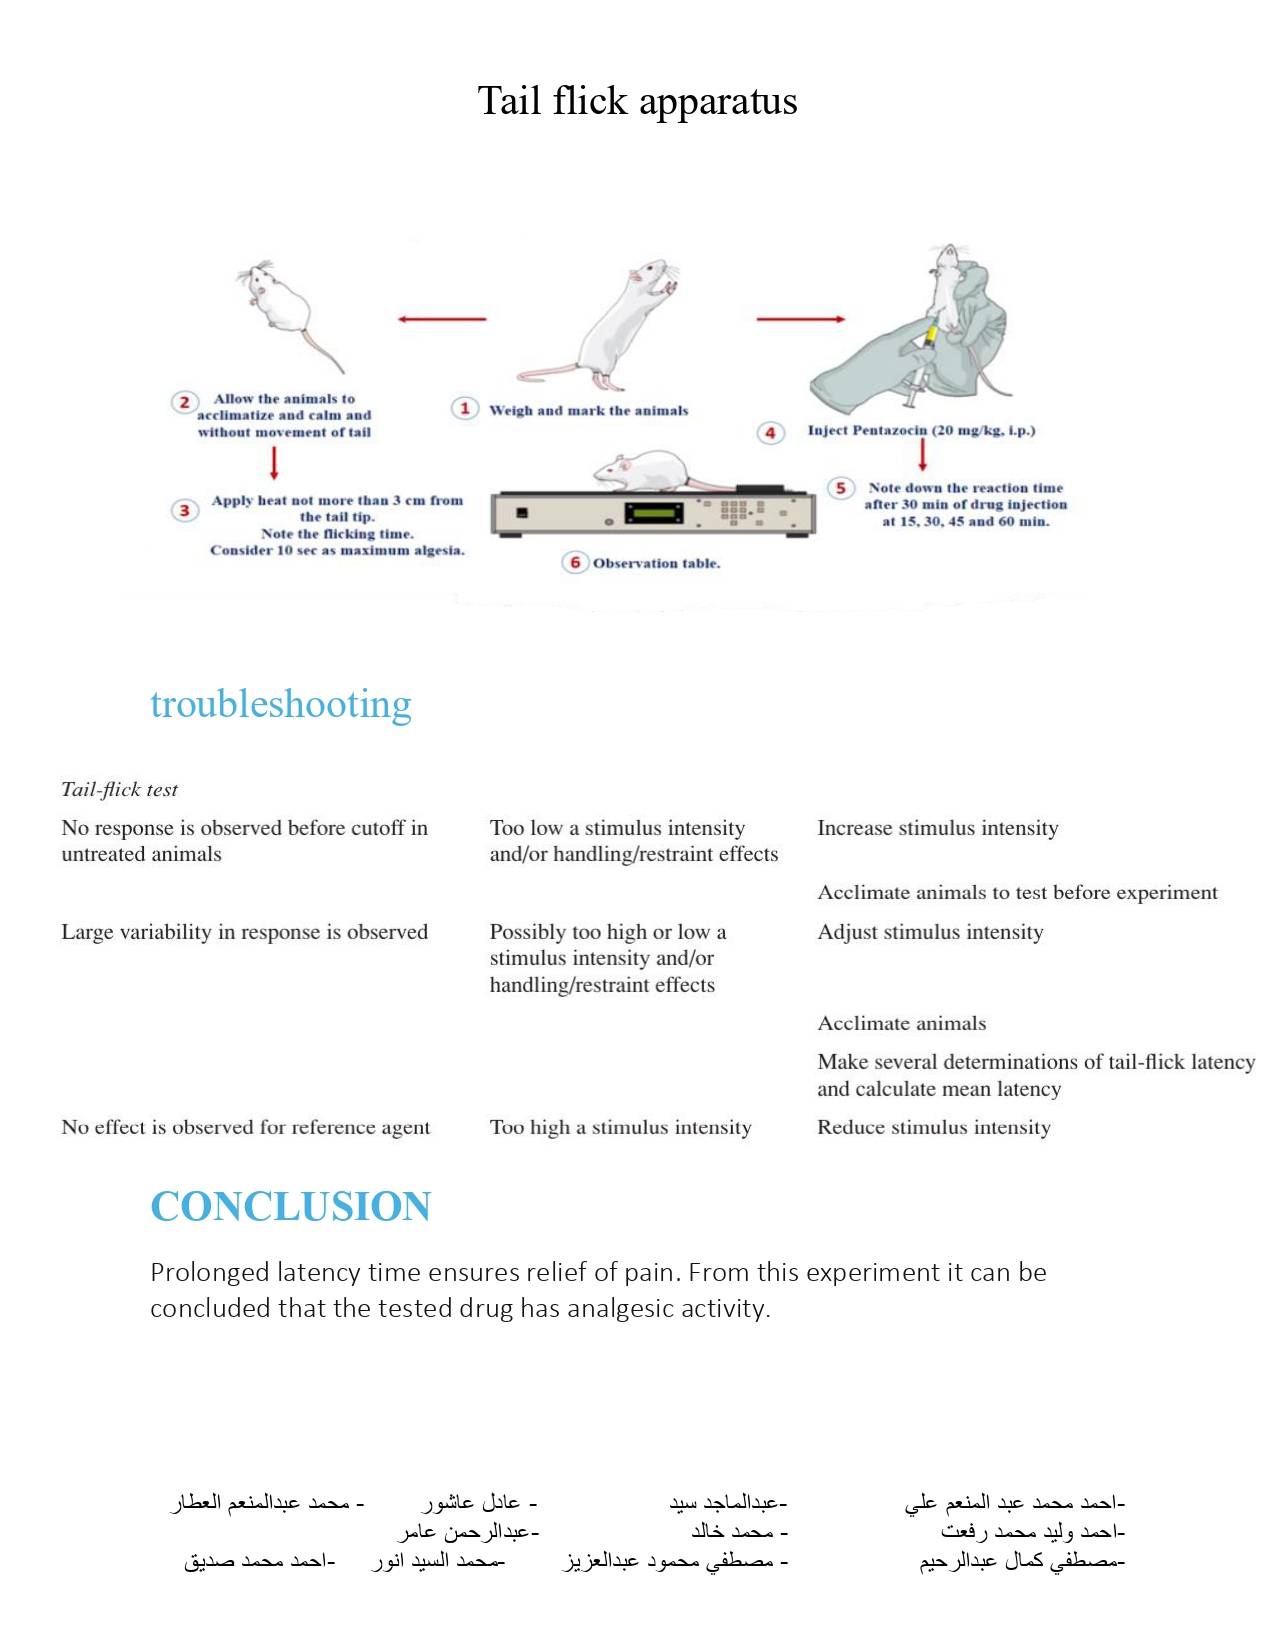 Tail flick apparatus
2 Allow the animals to
acclimatize and calm and
without movement of tail
1 Weigh and mark the animals
4 Inject Pentazocin (20 mg/kg, i.p.)
3 Apply heat not more than 3 cm from
the tail tip.
Note the flicking time.
Consider 10 sec as maximum algesia.
5 Note down the reaction time
after 30 min of drug injection
at 15, 30, 45 and 60 min.
6 Observation table.
troubleshooting
Tail-flick test
No response is observed before cutoff in Too low a stimulus intensity Increase stimulus intensity
untreated animals and/or handling/restraint effects
Acclimate animals to test before experiment
Large variability in response is observed Possibly too high or low a Adjust stimulus intensity
stimulus intensity and/or
handling/restraint effects
Acclimate animals
Make several determinations of tail-flick latency
and calculate mean latency
No effect is observed for reference agent Too high a stimulus intensity Reduce stimulus intensity
CONCLUSION
Prolonged latency time ensures relief of pain. From this experiment it can be
concluded that the tested drug has analgesic activity.
-احمد محمد عبد المنعم علي -عبدالماجد سيد - عادل عاشور - محمد عبدالمنعم العطار
-احمد وليد محمد رفعت - محمد خالد -عبدالرحمن عامر
-مصطفي كمال عبدالرحيم - مصطفي محمود عبدالعزيز -محمد السيد انور -احمد محمد صديق